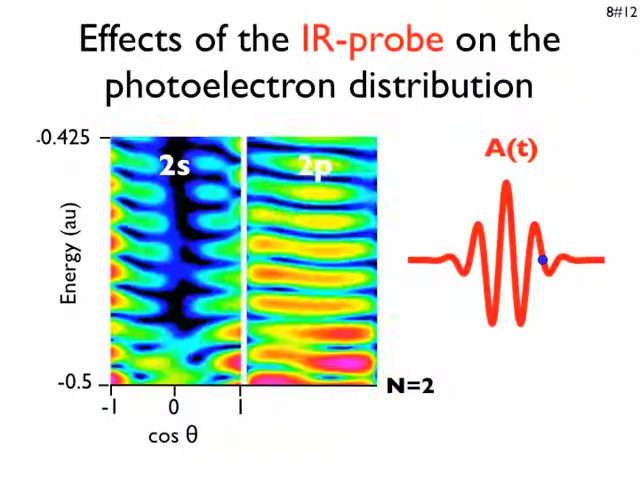 8#12
Effects of the IR-probe on the
photoelectron distribution
-0.425
2s
2p
A(t)
Energy (au)
-0.5
N=2
-1
0
1
cos θ